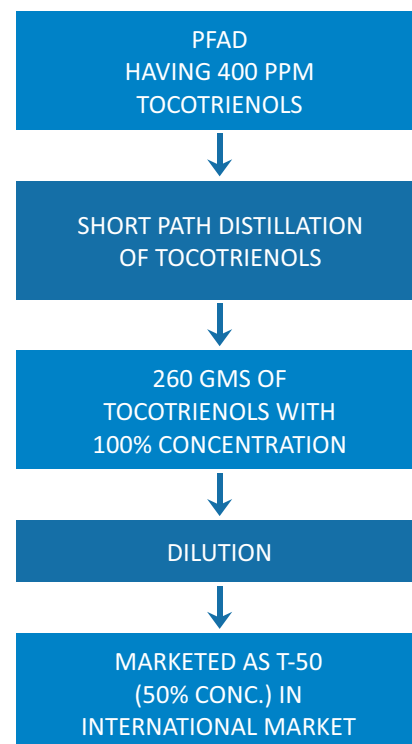 PFAD
HAVING 400 PPM
TOCOTRIENOLS
SHORT PATH DISTILLATION
OF TOCOTRIENOLS
260 GMS OF
TOCOTRIENOLS WITH
100% CONCENTRATION
DILUTION
MARKETED AS T-50
(50% CONC.) IN
INTERNATIONAL MARKET